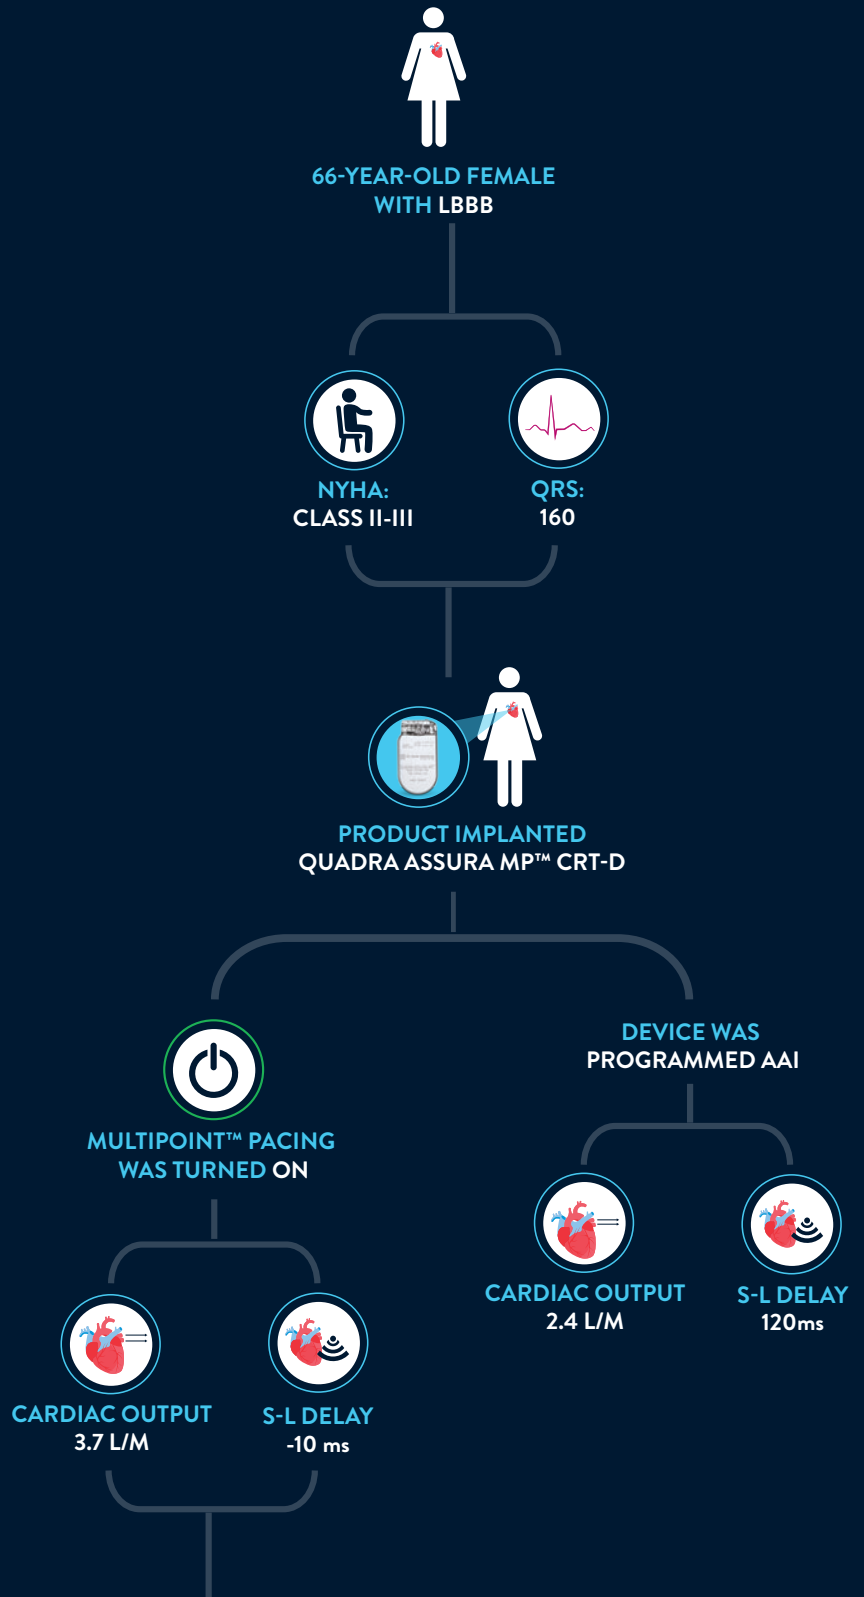 66-YEAR-OLD FEMALE
WITH LBBB
NYHA:
CLASS II-III
QRS:
160
PRODUCT IMPLANTED
QUADRA ASSURA MP™ CRT-D
MULTIPOINT™ PACING
WAS TURNED ON
CARDIAC OUTPUT
3.7 L/M
S-L DELAY
-10 ms
DEVICE WAS
PROGRAMMED AAI
CARDIAC OUTPUT
2.4 L/M
S-L DELAY
120ms